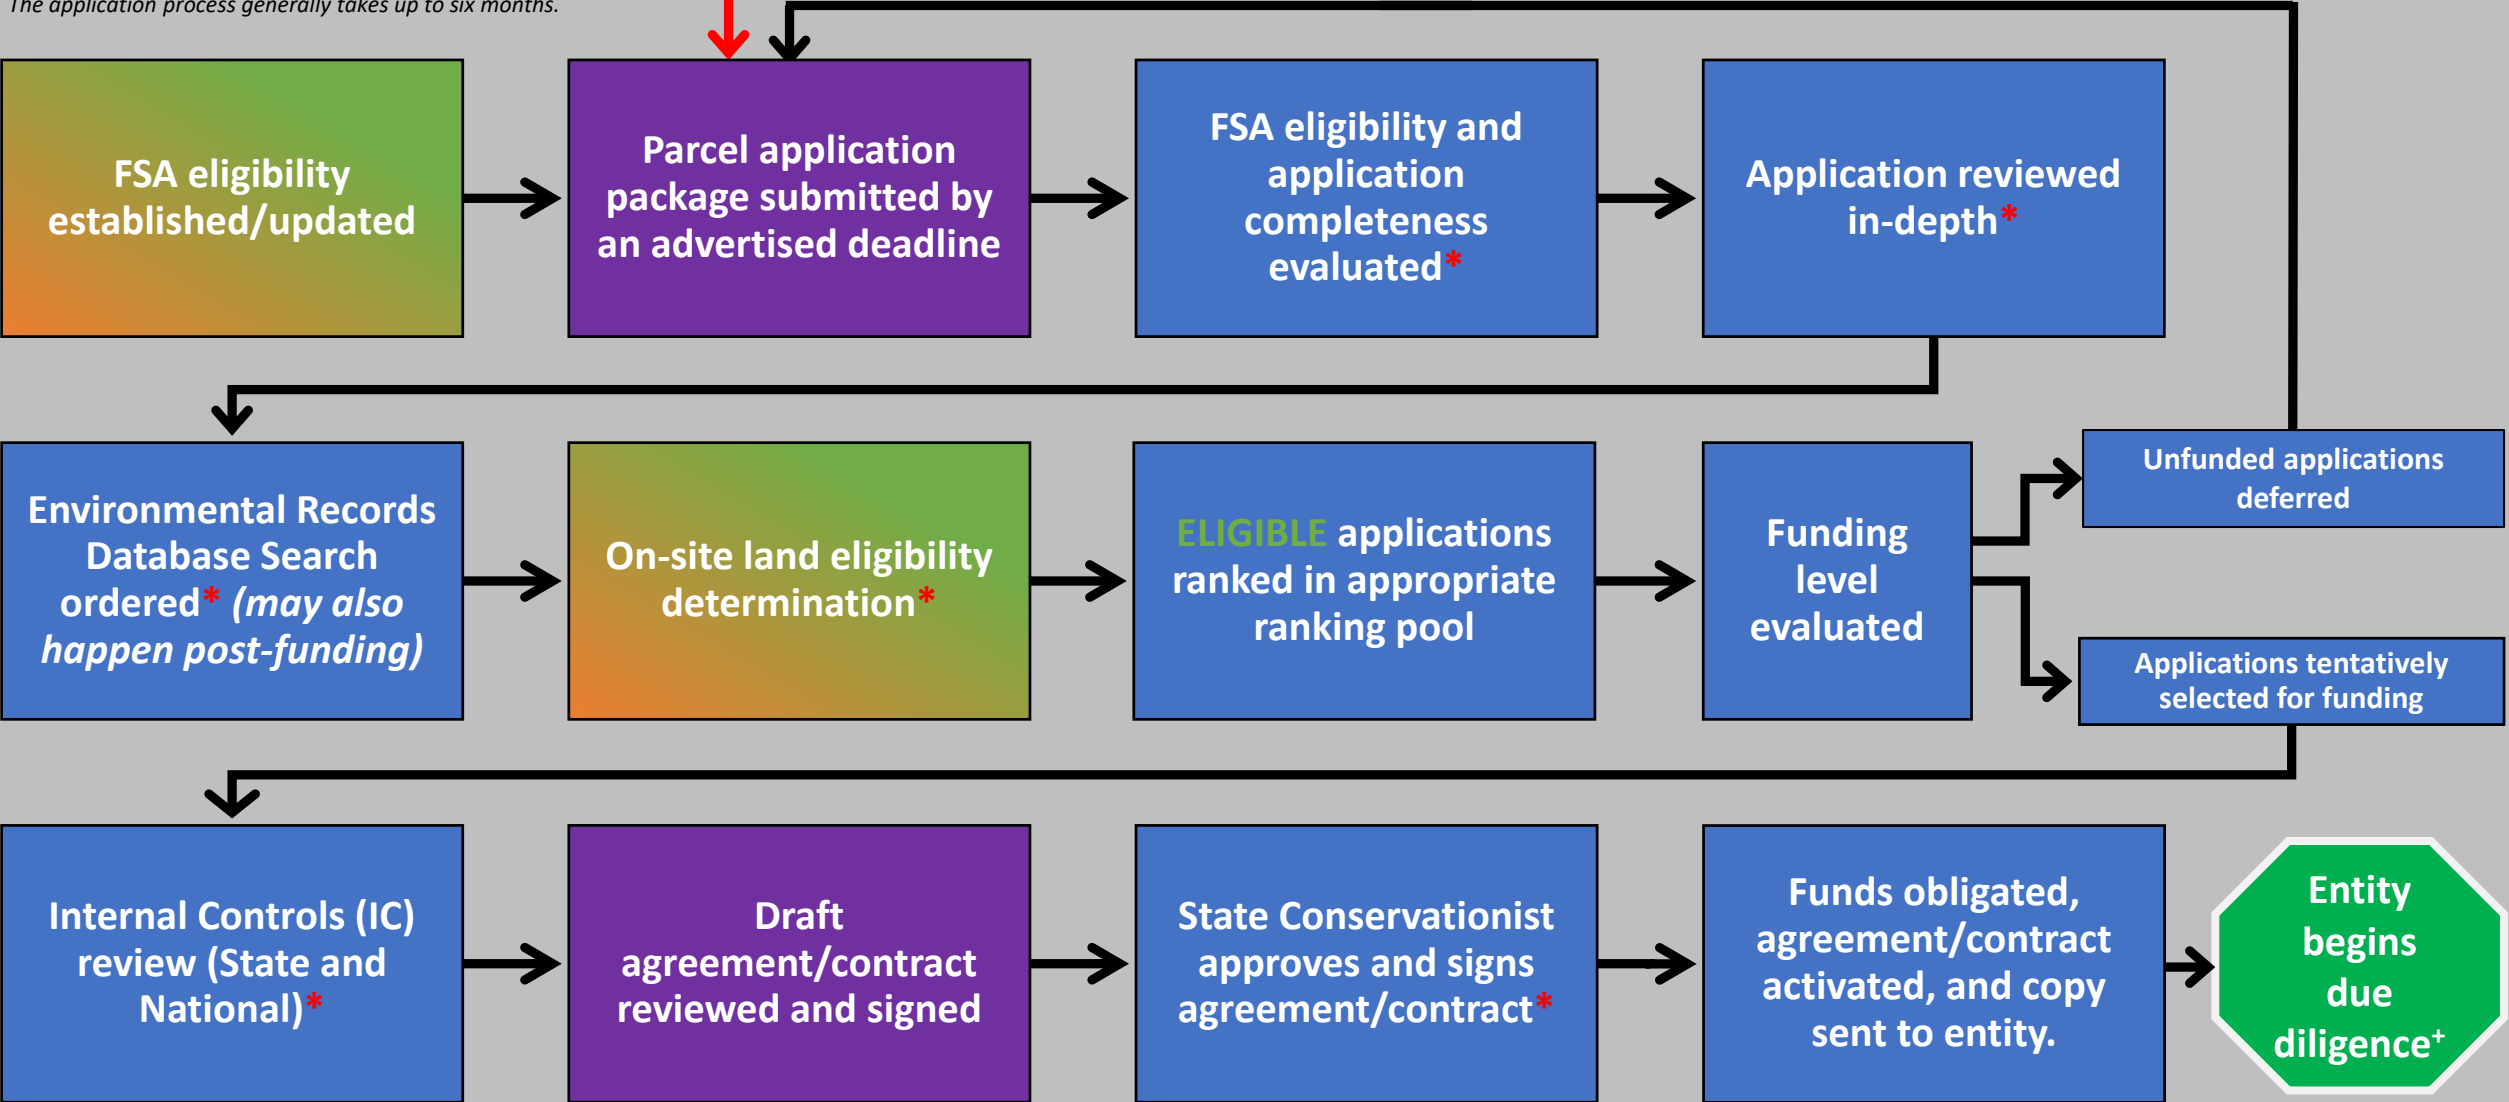 The application process generally takes up to six months.
FSA eligibility
established/updated
Parcel application
package submitted by
an advertised deadline
FSA eligibility and
application
completeness
evaluated*
Application reviewed
in-depth*
Environmental Records
Database Search
ordered* (may also
happen post-funding)
On-site land eligibility
determination*
ELIGIBLE applications
ranked in appropriate
ranking pool
Funding
level
evaluated
Unfunded applications
deferred
Applications tentatively
selected for funding
Internal Controls (IC)
review (State and
National)*
Draft
agreement/contract
reviewed and signed
State Conservationist
approves and signs
agreement/contract*
Funds obligated,
agreement/contract
activated, and copy
sent to entity.
Entity
begins
due
diligence+